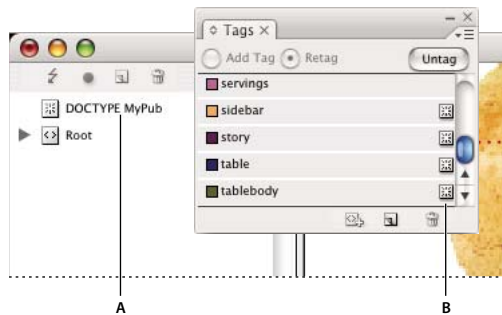 Tags ×
Add Tag Retag Untag
servings
DOCTYPE MyPub
sidebar
Root
story
table
tablebody
A B